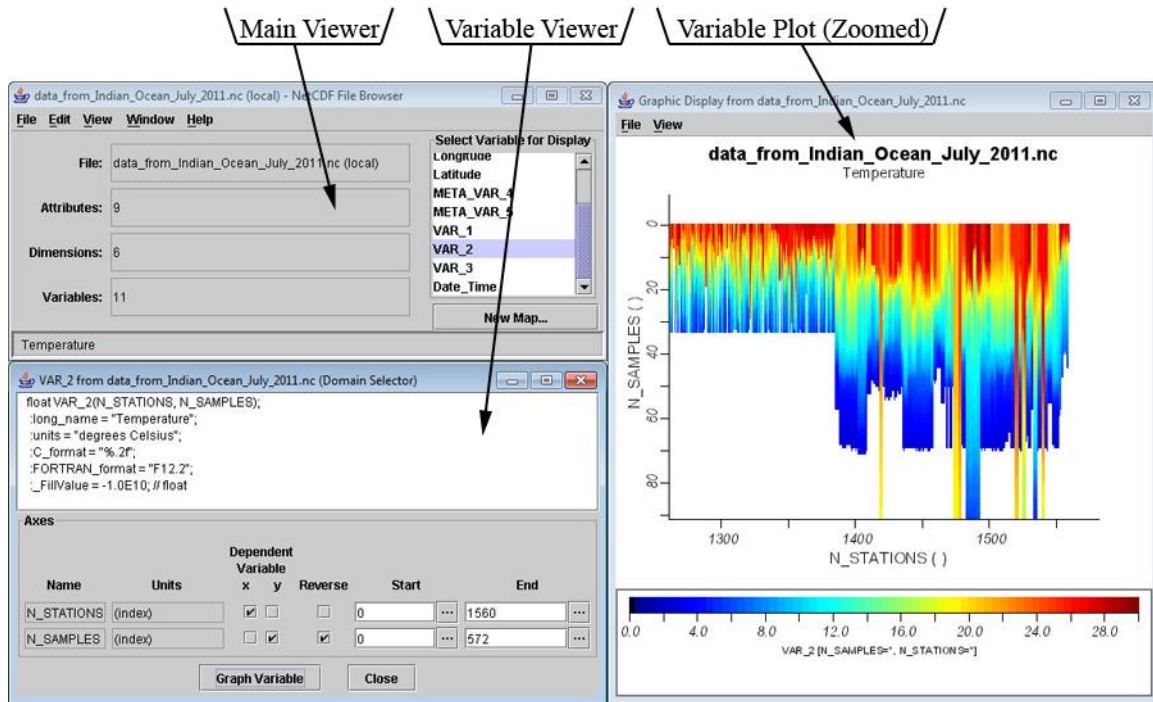 Main Viewer
Variable Viewer
Variable Plot (Zoomed)
data_from_Indian_Ocean_July_2011.nc (local) - NetCDF File Browser
File Edit View Window Help
File: data_from_Indian_Ocean_July_2011.nc (local)
Attributes: 9
Dimensions: 6
Variables: 11
Select Variable for Display
Longitude
Latitude
META_VAR_4
META_VAR_5
VAR_1
VAR_2
VAR_3
Date_Time
New Map...
Temperature
VAR_2 from data_from_Indian_Ocean_July_2011.nc (Domain Selector)
float VAR_2(N_STATIONS, N_SAMPLES);
:long_name = "Temperature";
:units = "degrees Celsius";
:C_format = "%.2f";
:FORTRAN_format = "F12.2";
:_FillValue = -1.0E10; // float
Axes
Dependent
Variable
Name Units x y Reverse Start End
N_STATIONS (index) 0 ... 1560 ...
N_SAMPLES (index) 0 ... 572 ...
Graph Variable Close
Graphic Display from data_from_Indian_Ocean_July_2011.nc
File View
data_from_Indian_Ocean_July_2011.nc
Temperature
0
20
40
60
80
N_SAMPLES ( )
1300 1400 1500
N_STATIONS ( )
0.0 4.0 8.0 12.0 16.0 20.0 24.0 28.0
VAR_2 [N_SAMPLES=*, N_STATIONS=*]